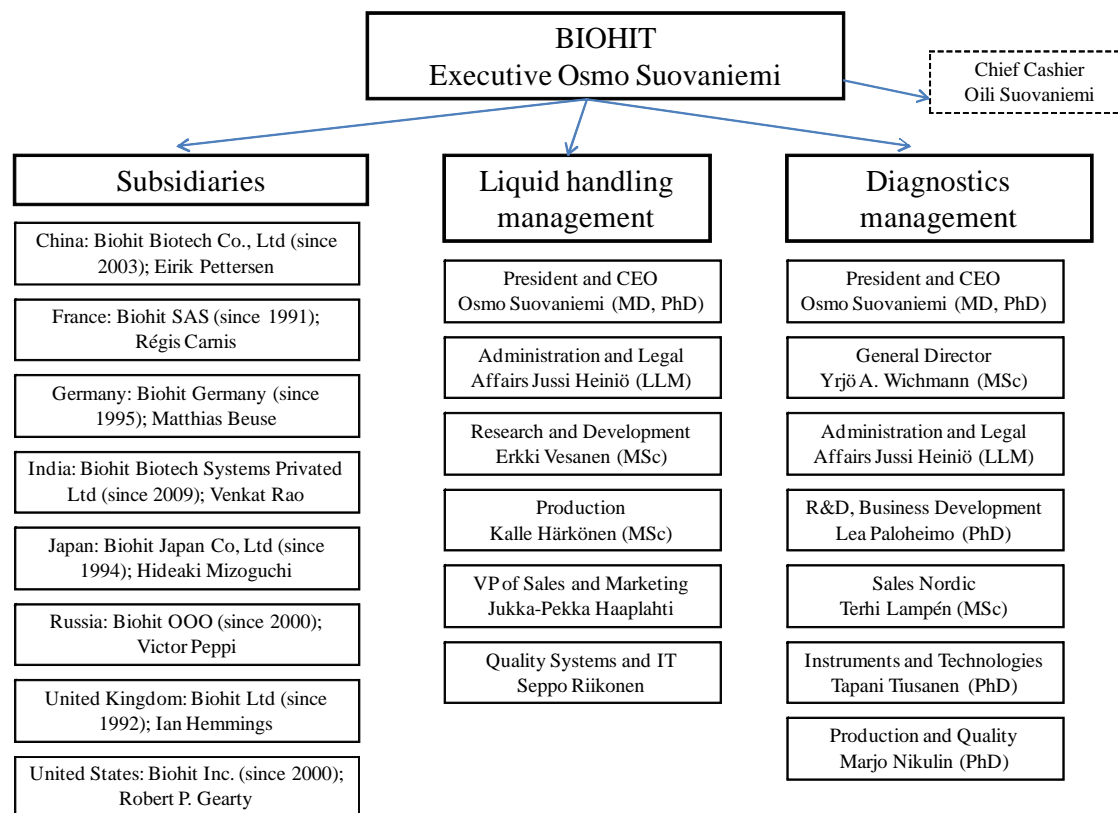 BIOHIT
Executive Osmo Suovaniemi
Chief Cashier
Oili Suovaniemi
Subsidiaries
China: Biohit Biotech Co., Ltd (since
2003); Eirik Pettersen
France: Biohit SAS (since 1991);
Régis Carnis
Germany: Biohit Germany (since
1995); Matthias Beuse
India: Biohit Biotech Systems Privated
Ltd (since 2009); Venkat Rao
Japan: Biohit Japan Co, Ltd (since
1994); Hideaki Mizoguchi
Russia: Biohit OOO (since 2000);
Victor Peppi
United Kingdom: Biohit Ltd (since
1992); Ian Hemmings
United States: Biohit Inc. (since 2000);
Robert P. Gearty
Liquid handling
management
President and CEO
Osmo Suovaniemi (MD, PhD)
Administration and Legal
Affairs Jussi Heiniö (LLM)
Research and Development
Erkki Vesanen (MSc)
Production
Kalle Härkönen (MSc)
VP of Sales and Marketing
Jukka-Pekka Haaplahti
Quality Systems and IT
Seppo Riikonen
Diagnostics
management
President and CEO
Osmo Suovaniemi (MD, PhD)
General Director
Yrjö A. Wichmann (MSc)
Administration and Legal
Affairs Jussi Heiniö (LLM)
R&D, Business Development
Lea Paloheimo (PhD)
Sales Nordic
Terhi Lampén (MSc)
Instruments and Technologies
Tapani Tiusanen (PhD)
Production and Quality
Marjo Nikulin (PhD)